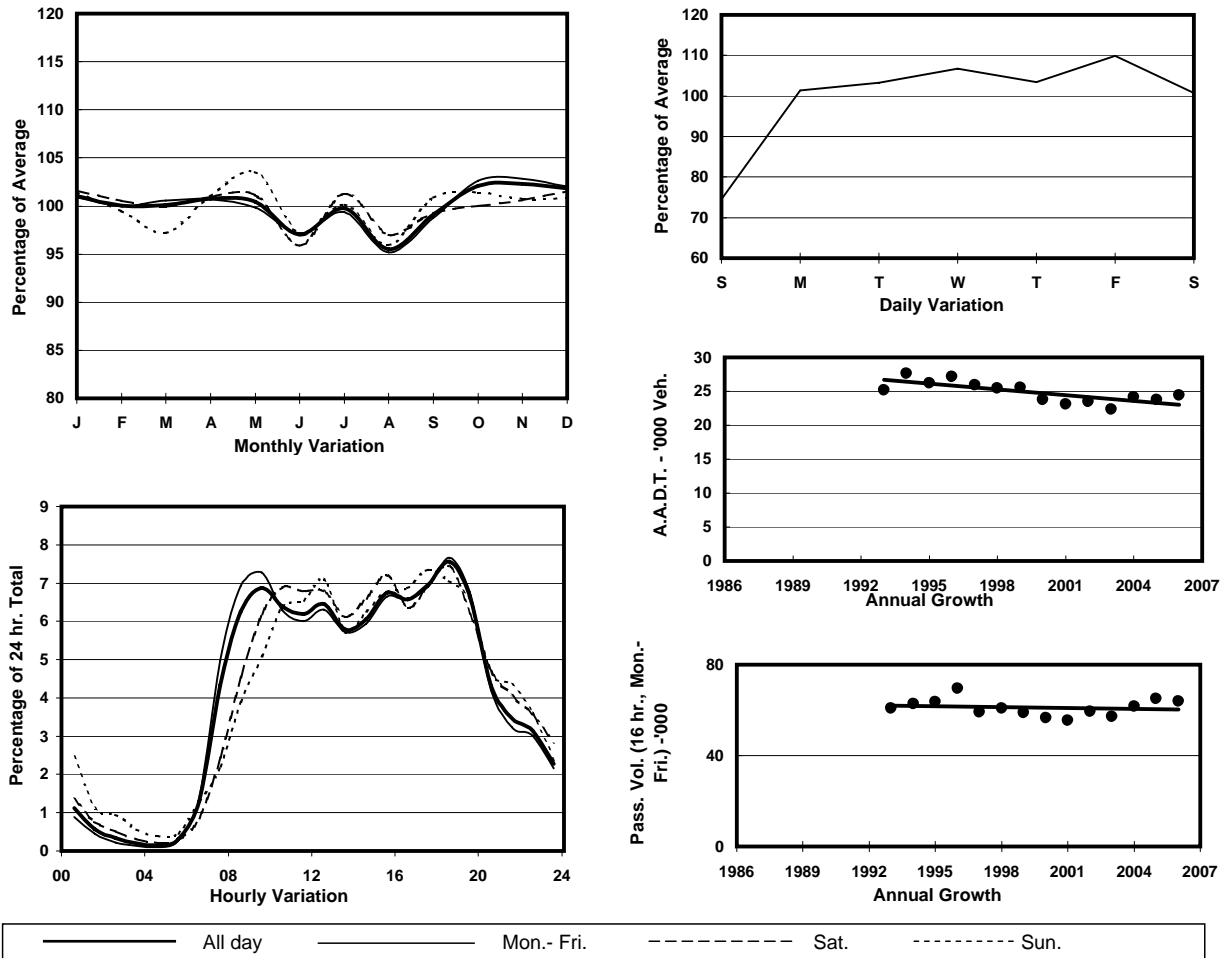 120
115
110
105
100
95
90
85
80
Percentage of Average
J F M A M J J A S O N D
Monthly Variation
120
110
100
90
80
70
60
Percentage of Average
S M T W T F S
Daily Variation
30
25
20
15
10
5
0
A.A.D.T. - '000 Veh.
1986 1989 1992 1995 1998 2001 2004 2007
Annual Growth
9
8
7
6
5
4
3
2
1
0
Percentage of 24 hr. Total
00 04 08 12 16 20 24
Hourly Variation
80
40
0
Pass. Vol. (16 hr., Mon.-
Fri.) -'000
1986 1989 1992 1995 1998 2001 2004 2007
Annual Growth
All day Mon.- Fri. Sat. Sun.